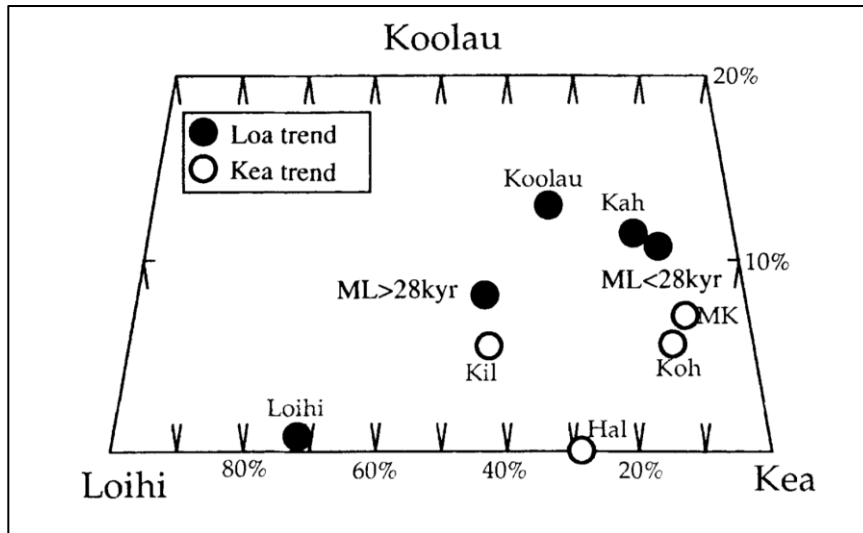 Koolau
20%
Loa trend
Kea trend
Koolau
Kah
10%
ML>28kyr
ML<28kyr
MK
Kil
Koh
Loihi
Hal
80%
60%
40%
20%
Loihi
Kea